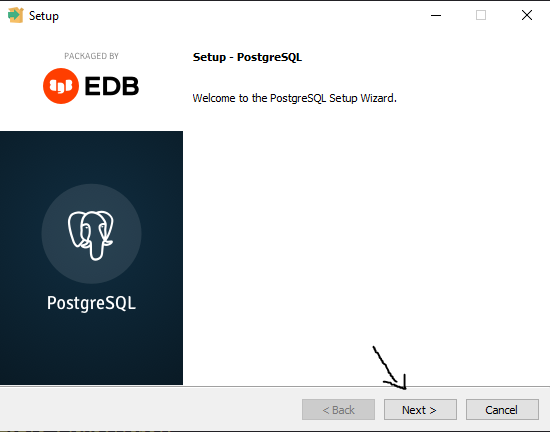 Setup
PACKAGED BY
EDB
Setup - PostgreSQL
Welcome to the PostgreSQL Setup Wizard.
PostgreSQL
< Back
Next >
Cancel